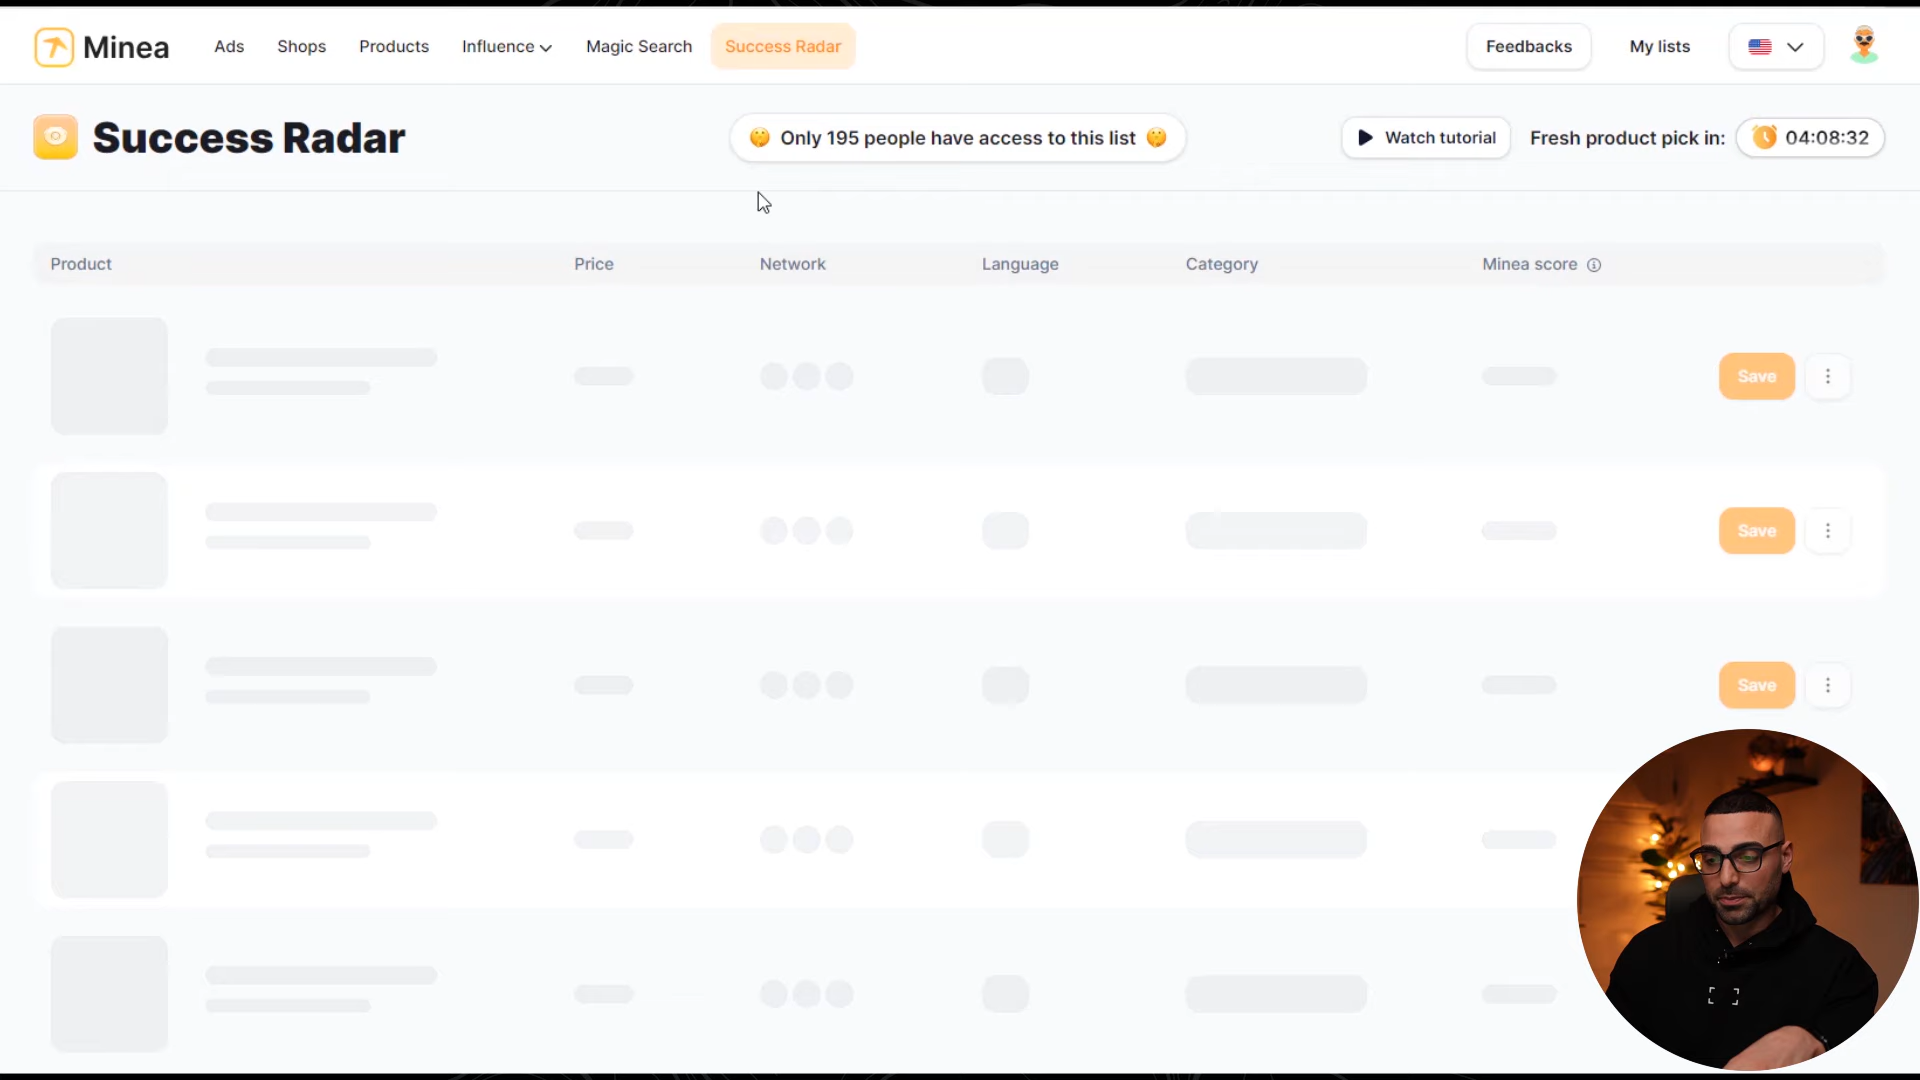 Minea
Ads
Shops
Products
Influence
Magic Search
Success Radar
Feedbacks
My lists
Success Radar
Only 195 people have access to this list
Watch tutorial
Fresh product pick in:
04:08:32
Product
Price
Network
Language
Category
Minea score
Save
Save
Save